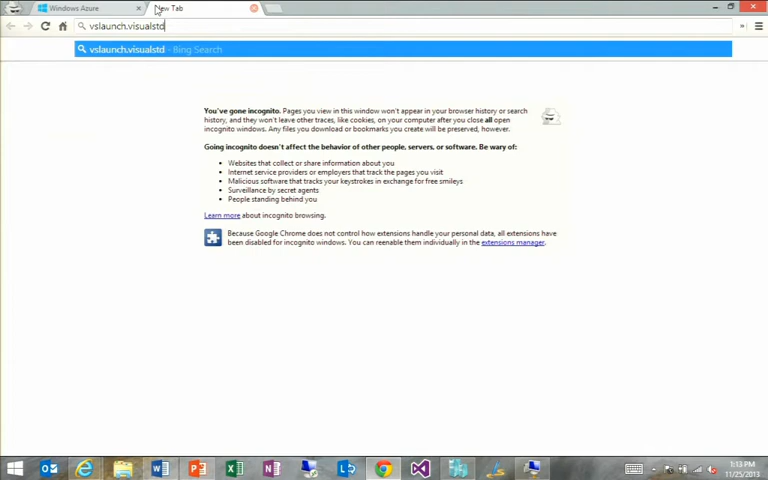 Windows Azure
New Tab
vslaunch.visualstd
vslaunch.visualstd - Bing Search
You've gone incognito. Pages you view in this window won't appear in your browser history or search
history, and they won't leave other traces, like cookies, on your computer after you close all open
incognito windows. Any files you download or bookmarks you create will be preserved, however.
Going incognito doesn't affect the behavior of other people, servers, or software. Be wary of:
• Websites that collect or share information about you
• Internet service providers or employers that track the pages you visit
• Malicious software that tracks your keystrokes in exchange for free smileys
• Surveillance by secret agents
• People standing behind you
Learn more about incognito browsing.
Because Google Chrome does not control how extensions handle your personal data, all extensions have
been disabled for incognito windows. You can reenable them individually in the extensions manager.
1:13 PM
11/25/2013